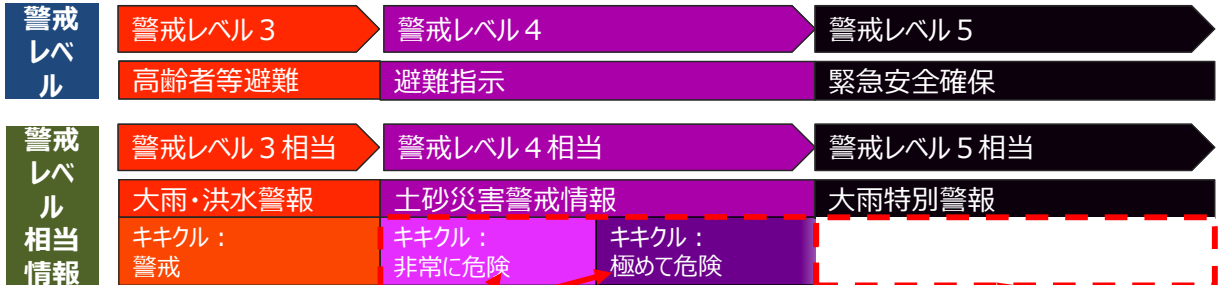 警戒
レベ
ル
警戒レベル３
警戒レベル４
警戒レベル５
高齢者等避難
避難指示
緊急安全確保
警戒
レベ
ル
相当
情報
警戒レベル３相当
警戒レベル４相当
警戒レベル５相当
大雨・洪水警報
土砂災害警戒情報
大雨特別警報
キキクル：
警戒
キキクル：
非常に危険
キキクル：
極めて危険